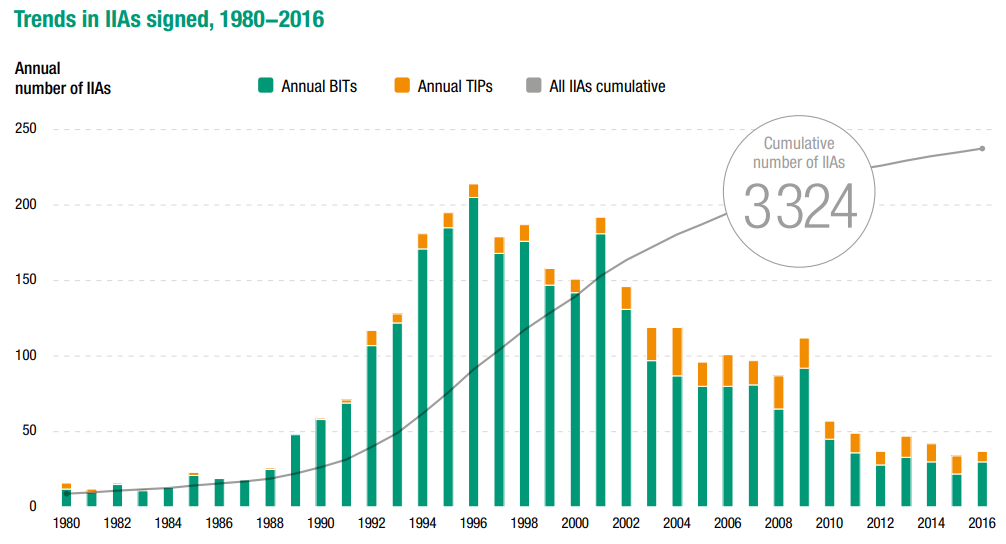 Trends in IIAs signed, 1980–2016
Annual
number of IIAs
Annual BITs
Annual TIPs
All IIAs cumulative
250
200
150
100
50
0
Cumulative
number of IIAs
3 324
1980 1982 1984 1986 1988 1990 1992 1994 1996 1998 2000 2002 2004 2006 2008 2010 2012 2014 2016